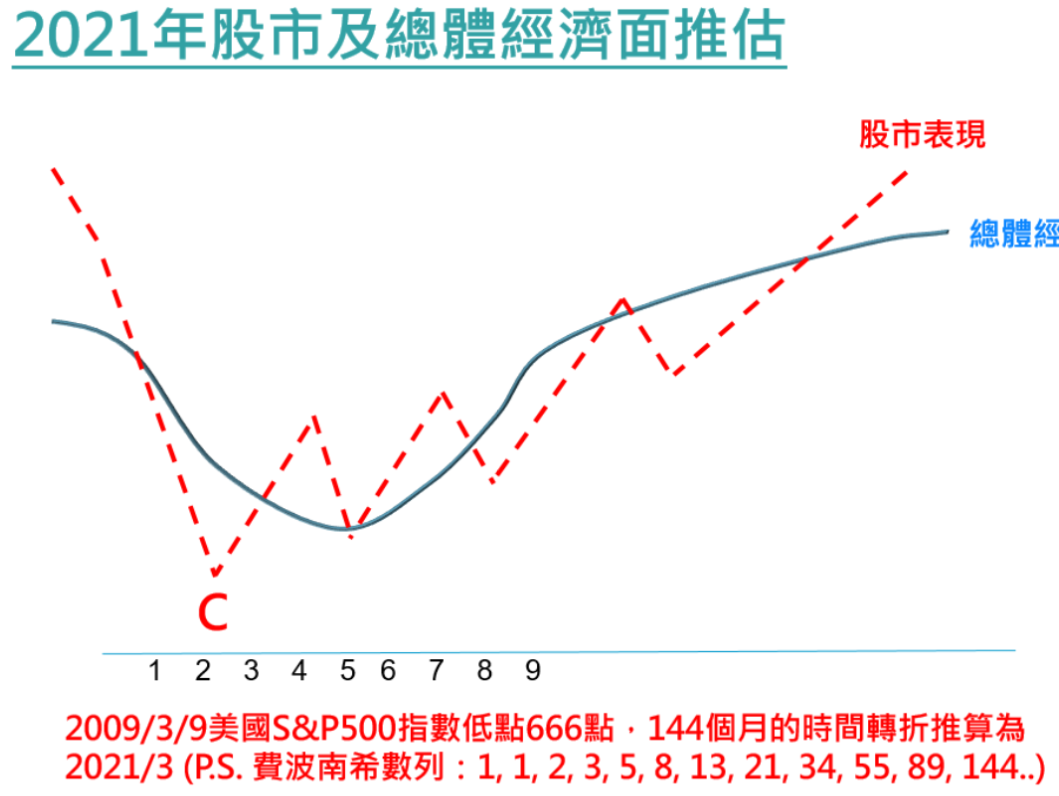 2021年股市及總體經濟面推估
股市表現
總體經
C
1 2 3 4 5 6 7 8 9
2009/3/9美國S&P500指數低點666點，144個月的時間轉折推算為
2021/3 (P.S. 費波南希數列：1, 1, 2, 3, 5, 8, 13, 21, 34, 55, 89, 144..)